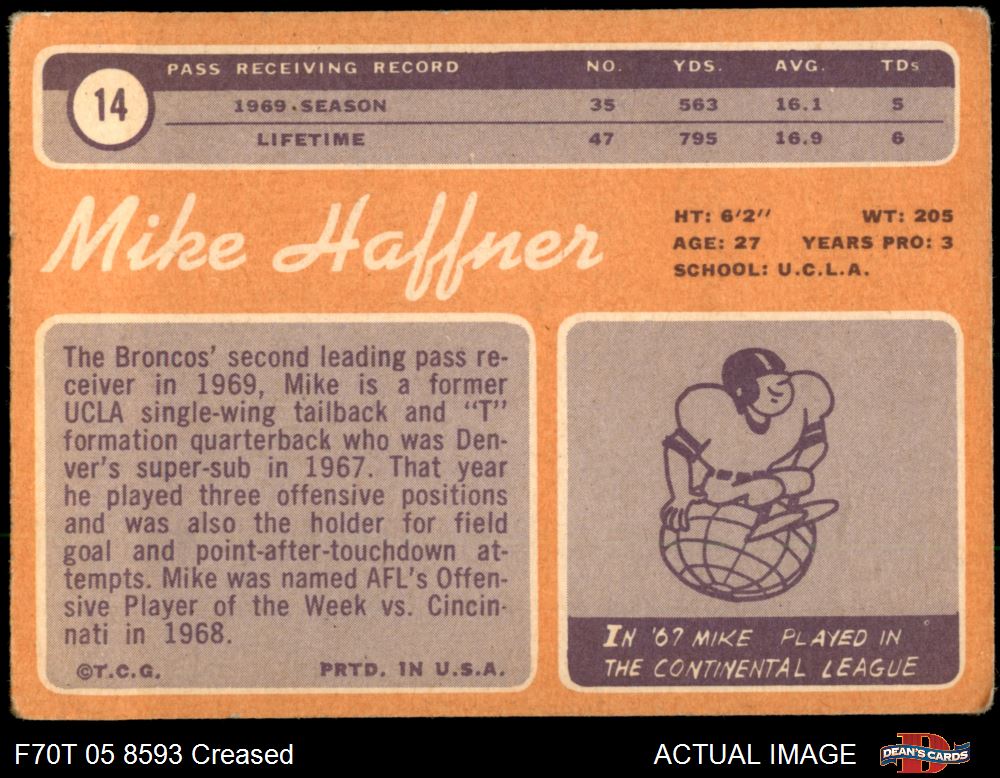 14
PASS RECEIVING RECORD NO. YDS. AVG. TDs
1969 SEASON 35 563 16.1 5
LIFETIME 47 795 16.9 6
Mike Haffner
HT: 6'2" WT: 205
AGE: 27 YEARS PRO: 3
SCHOOL: U.C.L.A.
The Broncos' second leading pass re-
ceiver in 1969, Mike is a former
UCLA single-wing tailback and "T"
formation quarterback who was Den-
ver's super-sub in 1967. That year
he played three offensive positions
and was also the holder for field
goal and point-after-touchdown at-
tempts. Mike was named AFL's Offen-
sive Player of the Week vs. Cincin-
nati in 1968.
©T.C.G. PRTD. IN U.S.A.
IN '67 MIKE PLAYED IN
THE CONTINENTAL LEAGUE
F70T 05 8593 Creased
ACTUAL IMAGE
D
DEAN'S CARDS